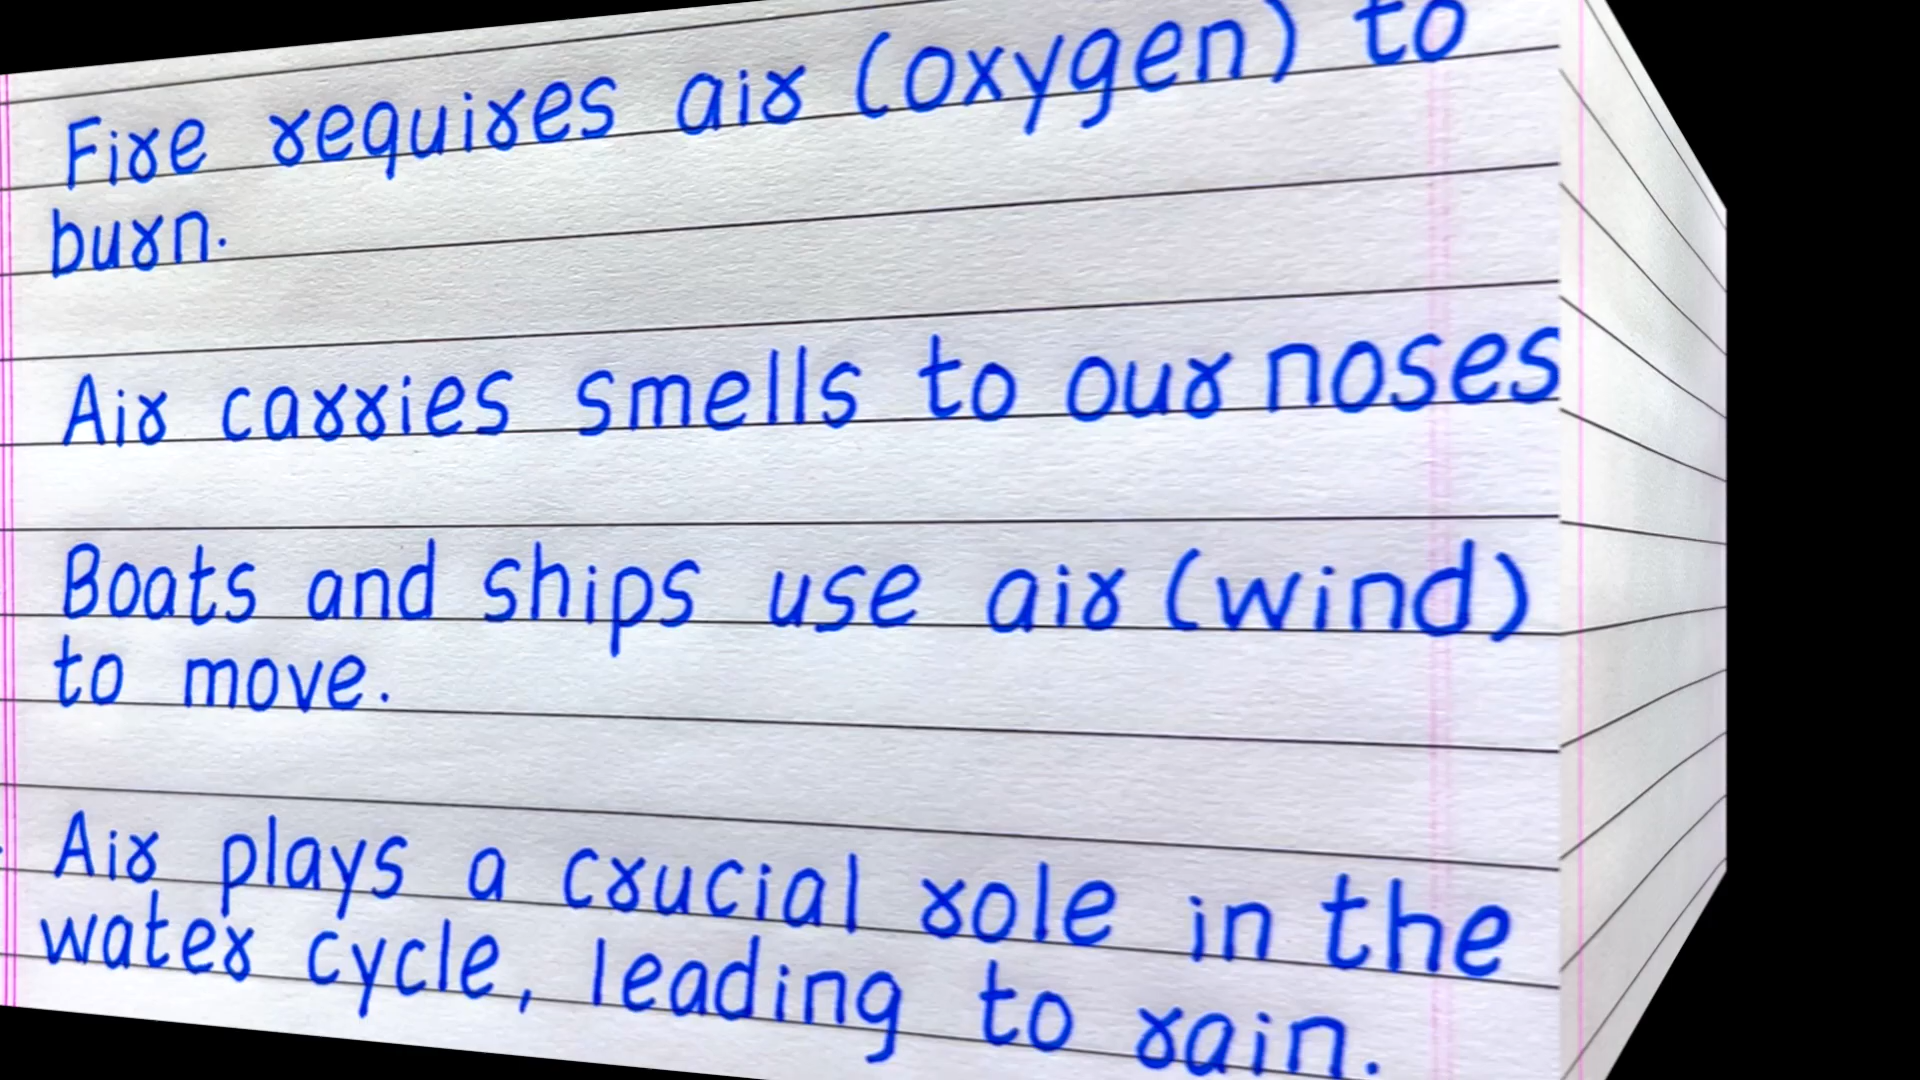 Fire requires air (oxygen) to
burn.
Air carries smells to our noses
Boats and ships use air (wind)
to move.
Air plays a crucial role in the
water cycle, leading to rain.